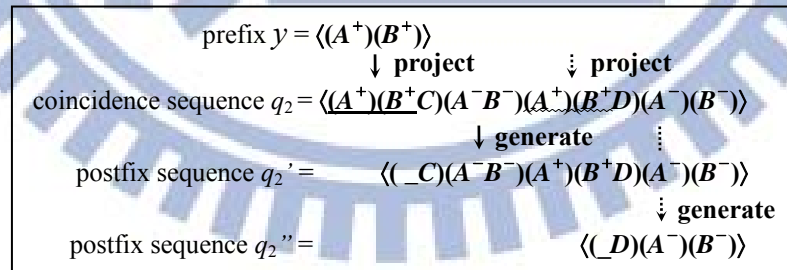 prefix y = ⟨(A⁺)(B⁺)⟩
↓ project ⇣ project
coincidence sequence q₂ = ⟨(A⁺)(B⁺C)(A⁻B⁻)(A⁺)(B⁺D)(A⁻)(B⁻)⟩
↓ generate
postfix sequence q₂’ = ⟨( _C)(A⁻B⁻)(A⁺)(B⁺D)(A⁻)(B⁻)⟩
⇣ generate
postfix sequence q₂” = ⟨(_D)(A⁻)(B⁻)⟩